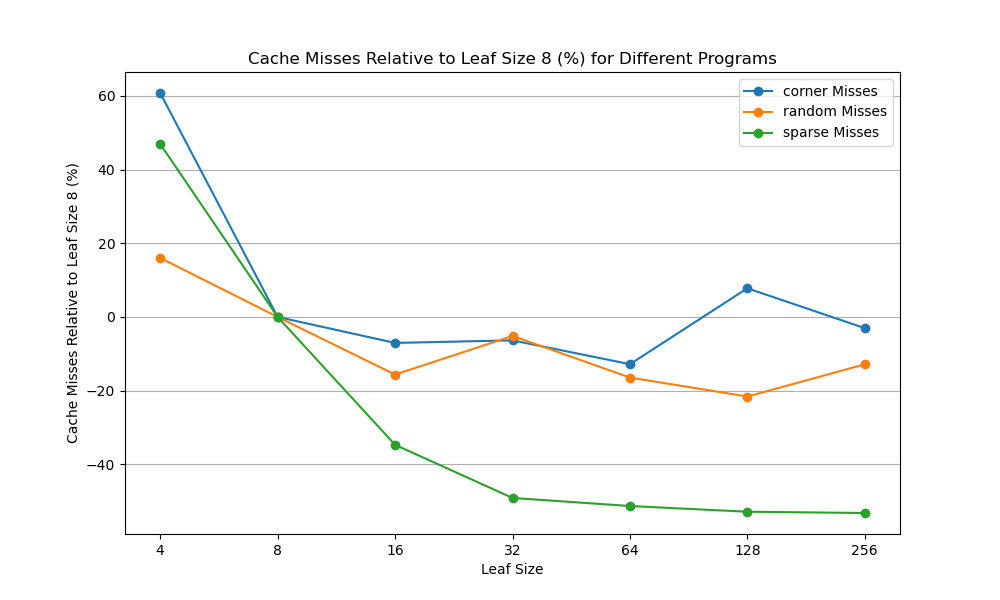 Cache Misses Relative to Leaf Size 8 (%) for Different Programs
corner Misses
random Misses
sparse Misses
Cache Misses Relative to Leaf Size 8 (%)
60
40
20
0
−20
−40
4 8 16 32 64 128 256
Leaf Size